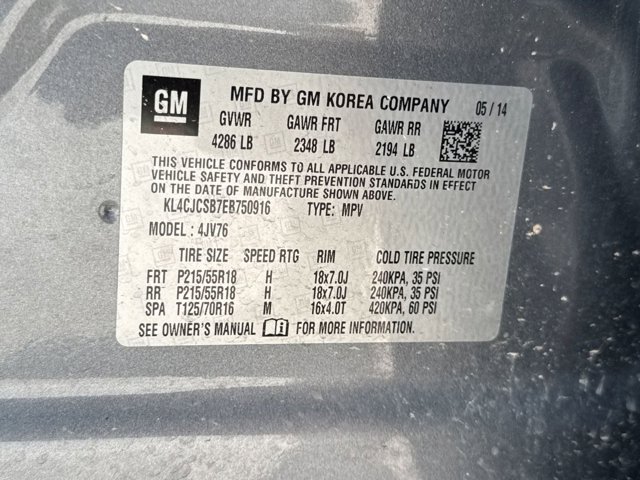 GM
MFD BY GM KOREA COMPANY 05 / 14
GVWR GAWR FRT GAWR RR
4286 LB 2348 LB 2194 LB
THIS VEHICLE CONFORMS TO ALL APPLICABLE U.S. FEDERAL MOTOR
VEHICLE SAFETY AND THEFT PREVENTION STANDARDS IN EFFECT
ON THE DATE OF MANUFACTURE SHOWN ABOVE.
KL4CJCSB7EB750916 TYPE: MPV
MODEL : 4JV76
TIRE SIZE SPEED RTG RIM COLD TIRE PRESSURE
FRT P215/55R18 H 18x7.0J 240KPA, 35 PSI
RR P215/55R18 H 18x7.0J 240KPA, 35 PSI
SPA T125/70R16 M 16x4.0T 420KPA, 60 PSI
SEE OWNER'S MANUAL FOR MORE INFORMATION.